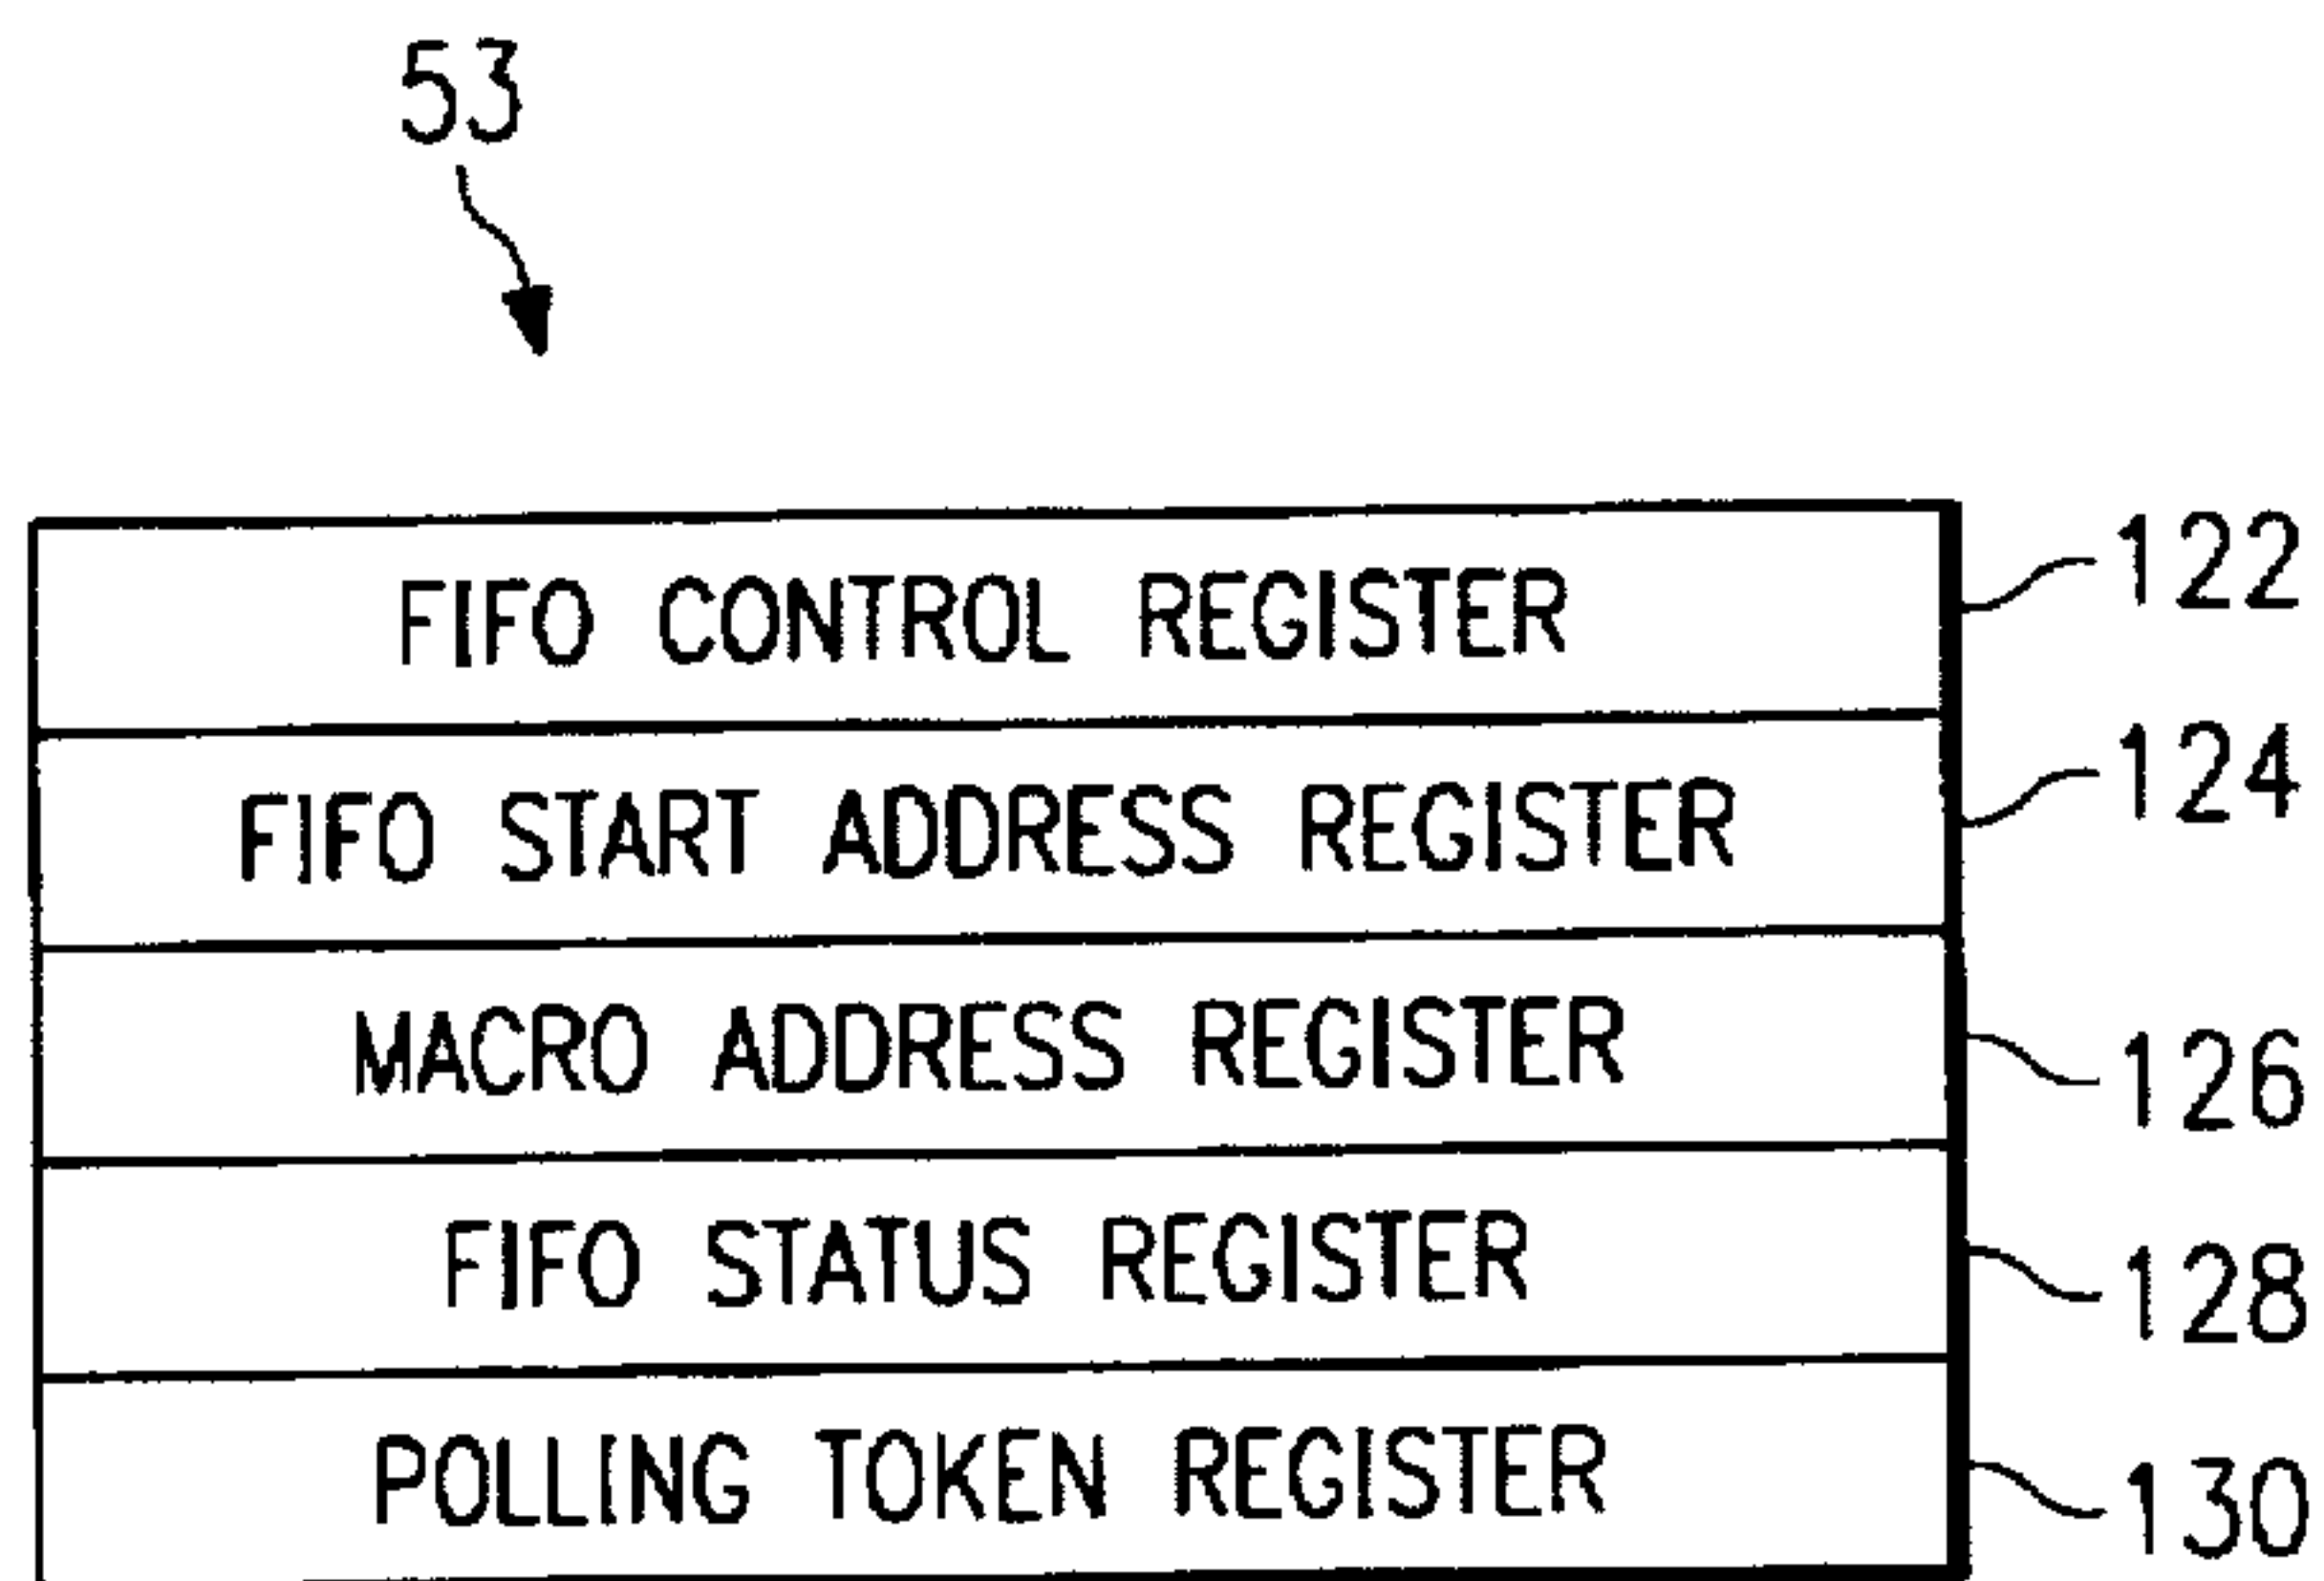 53
FIFO CONTROL REGISTER 122
FIFO START ADDRESS REGISTER 124
MACRO ADDRESS REGISTER 126
FIFO STATUS REGISTER 128
POLLING TOKEN REGISTER 130